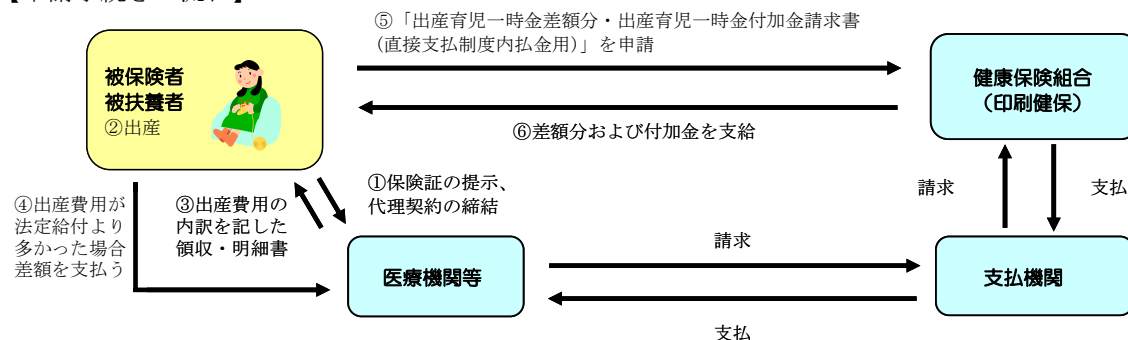 ⑤「出産育児一時金差額分・出産育児一時金付加金請求書
(直接支払制度内払金用)」を申請
被保険者
被扶養者
②出産
健康保険組合
(印刷健保)
⑥差額分および付加金を支給
①保険証の提示、
代理契約の締結
請求
支払
④出産費用が
法定給付より
多かった場合
差額を支払う
③出産費用の
内訳を記した
領収・明細書
医療機関等
請求
支払機関
支払